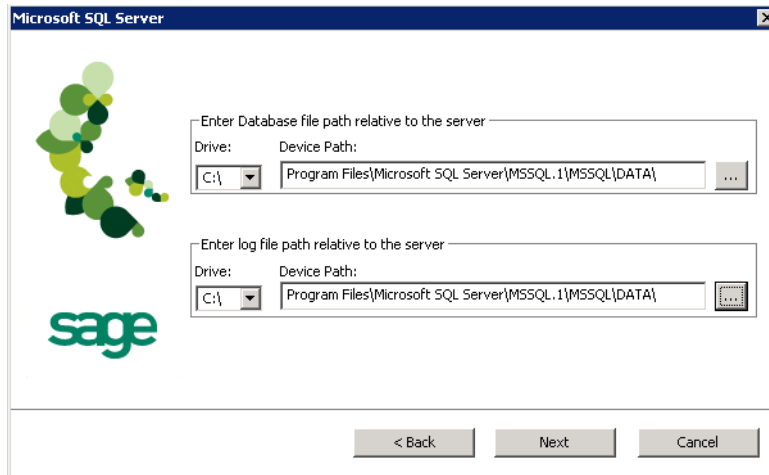 Microsoft SQL Server
Enter Database file path relative to the server
Drive: Device Path:
C:\ Program Files\Microsoft SQL Server\MSSQL.1\MSSQL\DATA\ ...
Enter log file path relative to the server
Drive: Device Path:
C:\ Program Files\Microsoft SQL Server\MSSQL.1\MSSQL\DATA\ ...
sage
< Back Next Cancel